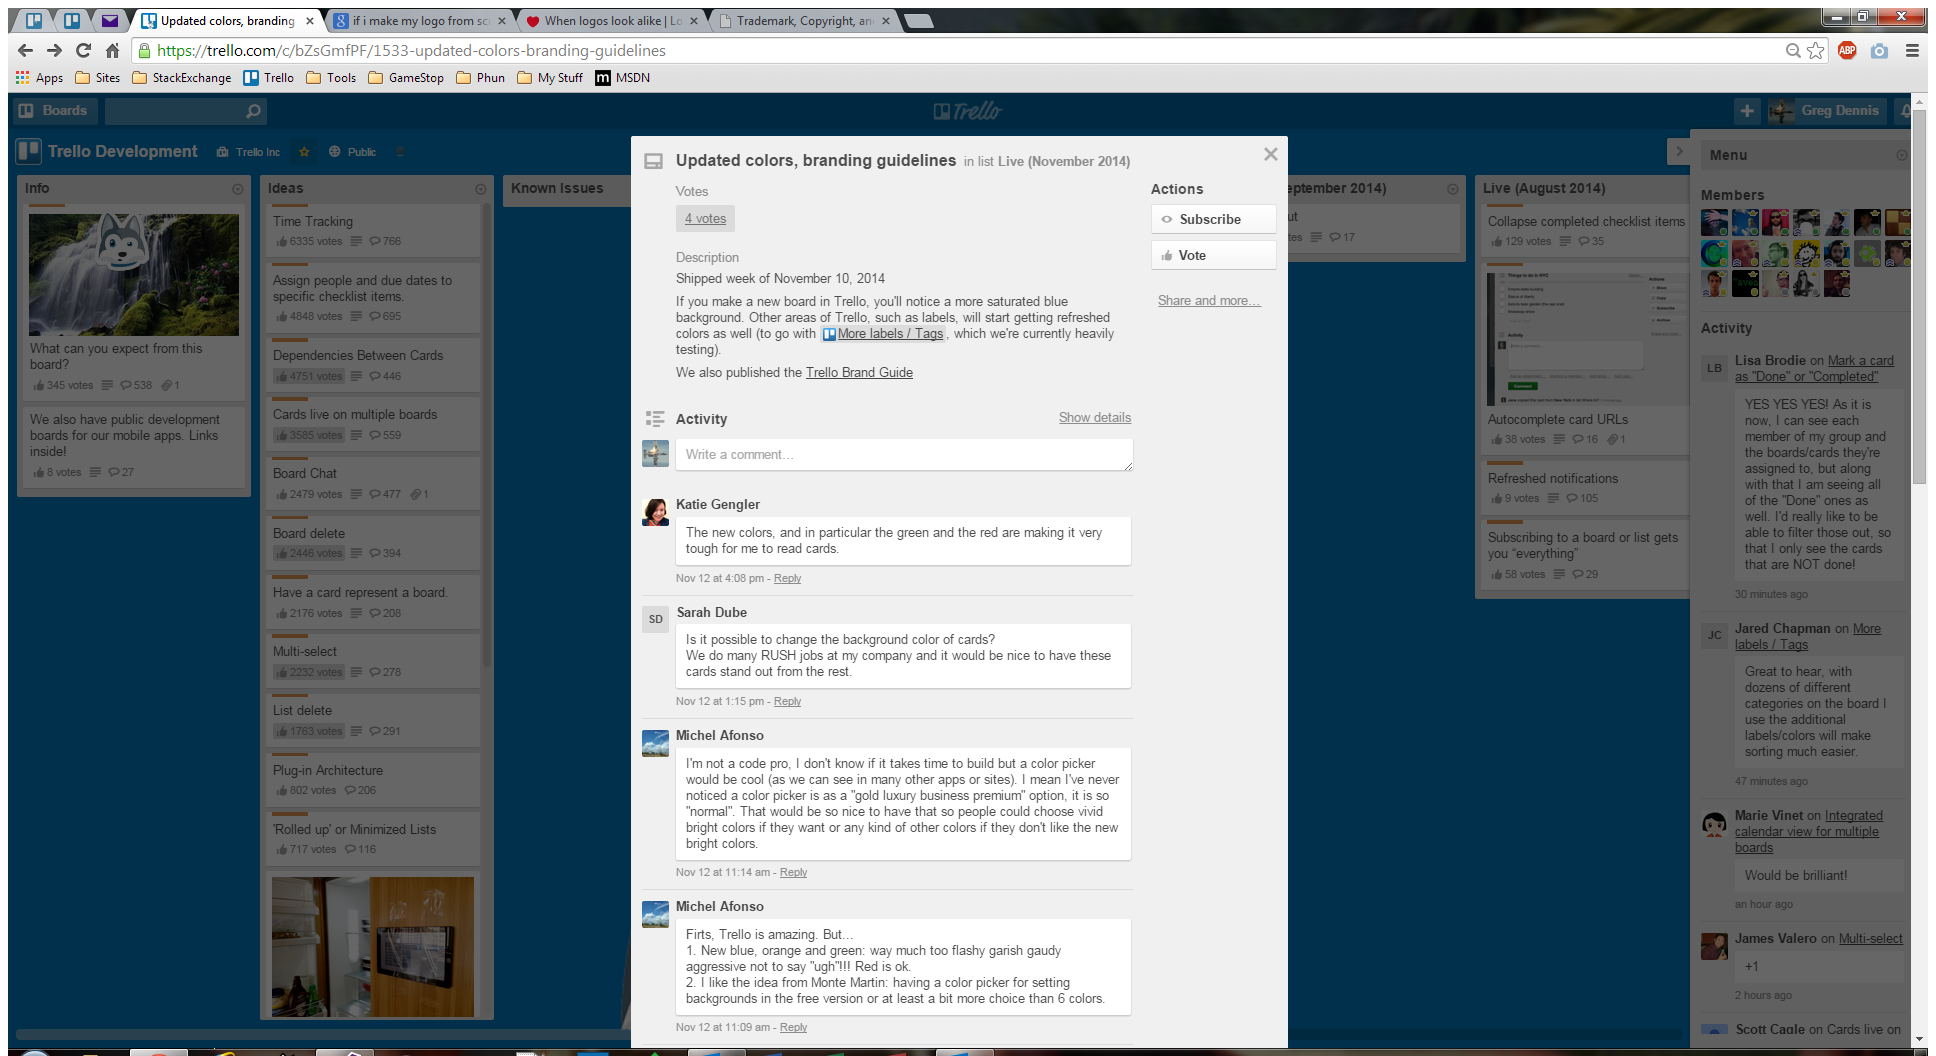 Updated colors, branding
if i make my logo from sc
When logos look alike | Lo
Trademark, Copyright, an
https://trello.com/c/bZsGmfPF/1533-updated-colors-branding-guidelines
ABP
Apps
Sites
StackExchange
Trello
Tools
GameStop
Phun
My Stuff
m MSDN
Boards
Trello
Greg Dennis
Trello Development
Trello Inc
Public
Info
What can you expect from this
board?
345 votes 538 1
We also have public development
boards for our mobile apps. Links
inside!
8 votes 27
Ideas
Time Tracking
6335 votes 766
Assign people and due dates to
specific checklist items.
4848 votes 695
Dependencies Between Cards
4751 votes 446
Cards live on multiple boards
3585 votes 559
Board Chat
2479 votes 477 1
Board delete
2446 votes 394
Have a card represent a board.
2176 votes 208
Multi-select
2232 votes 278
List delete
1763 votes 291
Plug-in Architecture
802 votes 206
'Rolled up' or Minimized Lists
717 votes 116
Known Issues
Updated colors, branding guidelines in list Live (November 2014)
Votes
4 votes
Description
Shipped week of November 10, 2014
If you make a new board in Trello, you'll notice a more saturated blue
background. Other areas of Trello, such as labels, will start getting refreshed
colors as well (to go with More labels / Tags , which we're currently heavily
testing).
We also published the Trello Brand Guide
Activity
Show details
Write a comment...
Katie Gengler
The new colors, and in particular the green and the red are making it very
tough for me to read cards.
Nov 12 at 4:08 pm - Reply
SD
Sarah Dube
Is it possible to change the background color of cards?
We do many RUSH jobs at my company and it would be nice to have these
cards stand out from the rest.
Nov 12 at 1:15 pm - Reply
Michel Afonso
I'm not a code pro, I don't know if it takes time to build but a color picker
would be cool (as we can see in many other apps or sites). I mean I've never
noticed a color picker is as a "gold luxury business premium" option, it is so
"normal". That would be so nice to have that so people could choose vivid
bright colors if they want or any kind of other colors if they don't like the new
bright colors.
Nov 12 at 11:14 am - Reply
Michel Afonso
Firts, Trello is amazing. But...
1. New blue, orange and green: way much too flashy garish gaudy
aggressive not to say "ugh"!!! Red is ok.
2. I like the idea from Monte Martin: having a color picker for setting
backgrounds in the free version or at least a bit more choice than 6 colors.
Nov 12 at 11:09 am - Reply
Actions
Subscribe
Vote
Share and more...
eptember 2014)
ut
tes 17
Live (August 2014)
Collapse completed checklist items
129 votes 35
Autocomplete card URLs
38 votes 16 1
Refreshed notifications
9 votes 105
Subscribing to a board or list gets
you “everything”
58 votes 29
Menu
Members
Activity
LB
Lisa Brodie on Mark a card
as "Done" or "Completed"
YES YES YES! As it is
now, I can see each
member of my group and
the boards/cards they're
assigned to, but along
with that I am seeing all
of the "Done" ones as
well. I'd really like to be
able to filter those out, so
that I only see the cards
that are NOT done!
30 minutes ago
JC
Jared Chapman on More
labels / Tags
Great to hear, with
dozens of different
categories on the board I
use the additional
labels/colors will make
sorting much easier.
47 minutes ago
Marie Vinet on Integrated
calendar view for multiple
boards
Would be brilliant!
an hour ago
James Valero on Multi-select
+1
2 hours ago
Scott Cagle on Cards live on